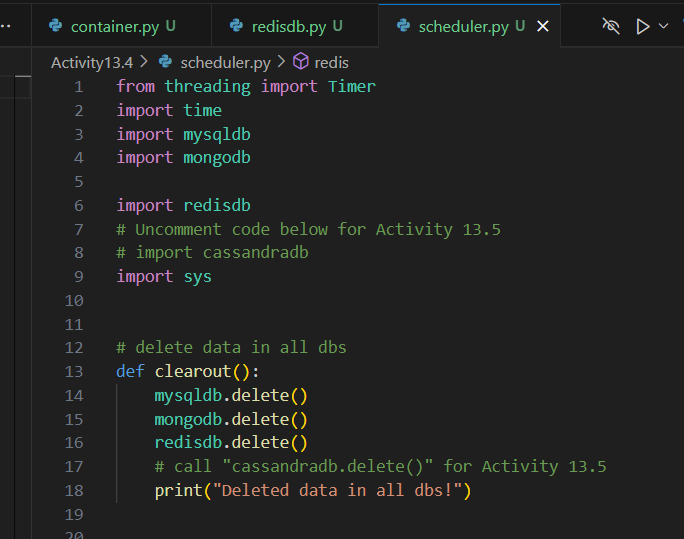 container.py U redisdb.py U scheduler.py U
Activity13.4 > scheduler.py > redis
1 from threading import Timer
2 import time
3 import mysqldb
4 import mongodb
5
6 import redisdb
7 # Uncomment code below for Activity 13.5
8 # import cassandradb
9 import sys
10
11
12 # delete data in all dbs
13 def clearout():
14 mysqldb.delete()
15 mongodb.delete()
16 redisdb.delete()
17 # call "cassandradb.delete()" for Activity 13.5
18 print("Deleted data in all dbs!")
19
20